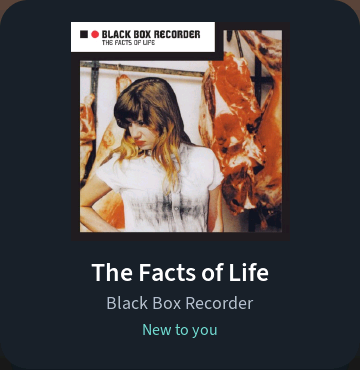 BLACK BOX RECORDER
THE FACTS OF LIFE
The Facts of Life
Black Box Recorder
New to you